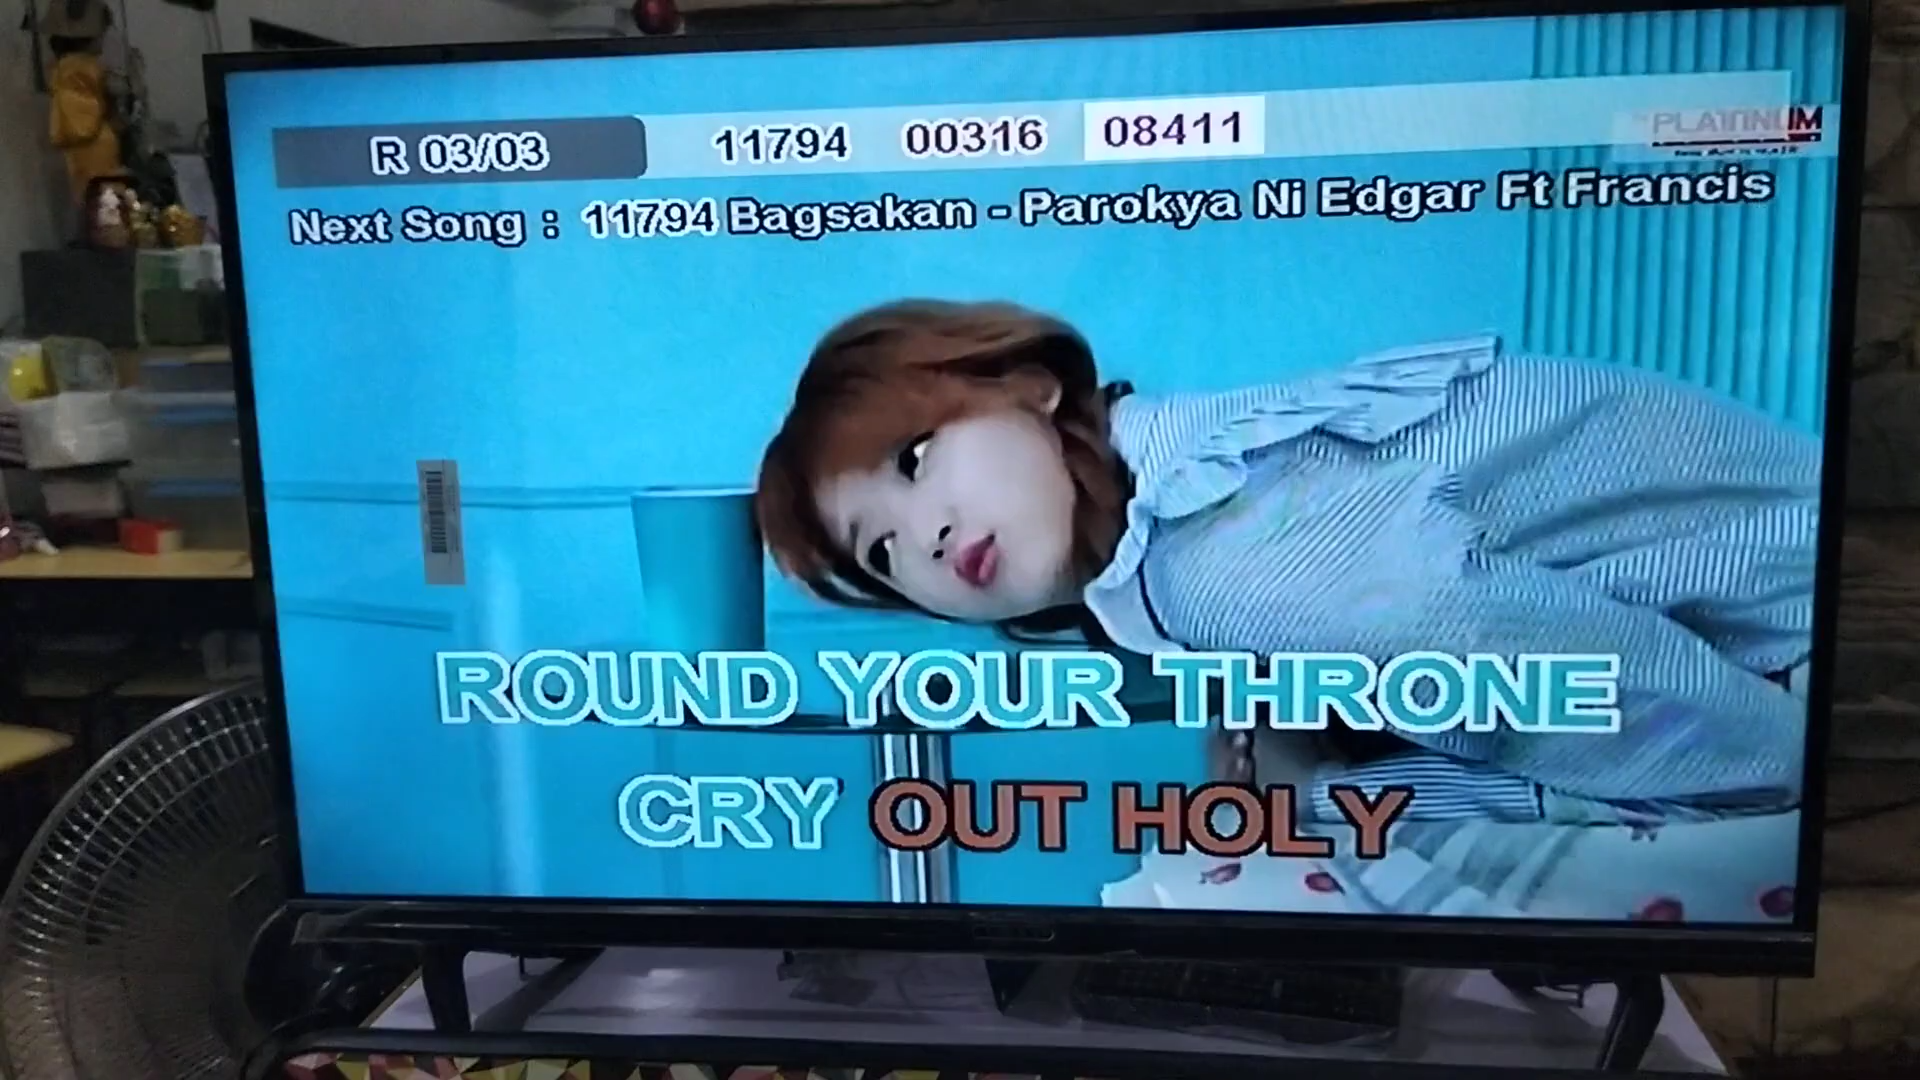 R 03/03 11794 00316 08411
PLATINUM
Next Song : 11794 Bagsakan - Parokya Ni Edgar Ft Francis
ROUND YOUR THRONE
CRY OUT HOLY